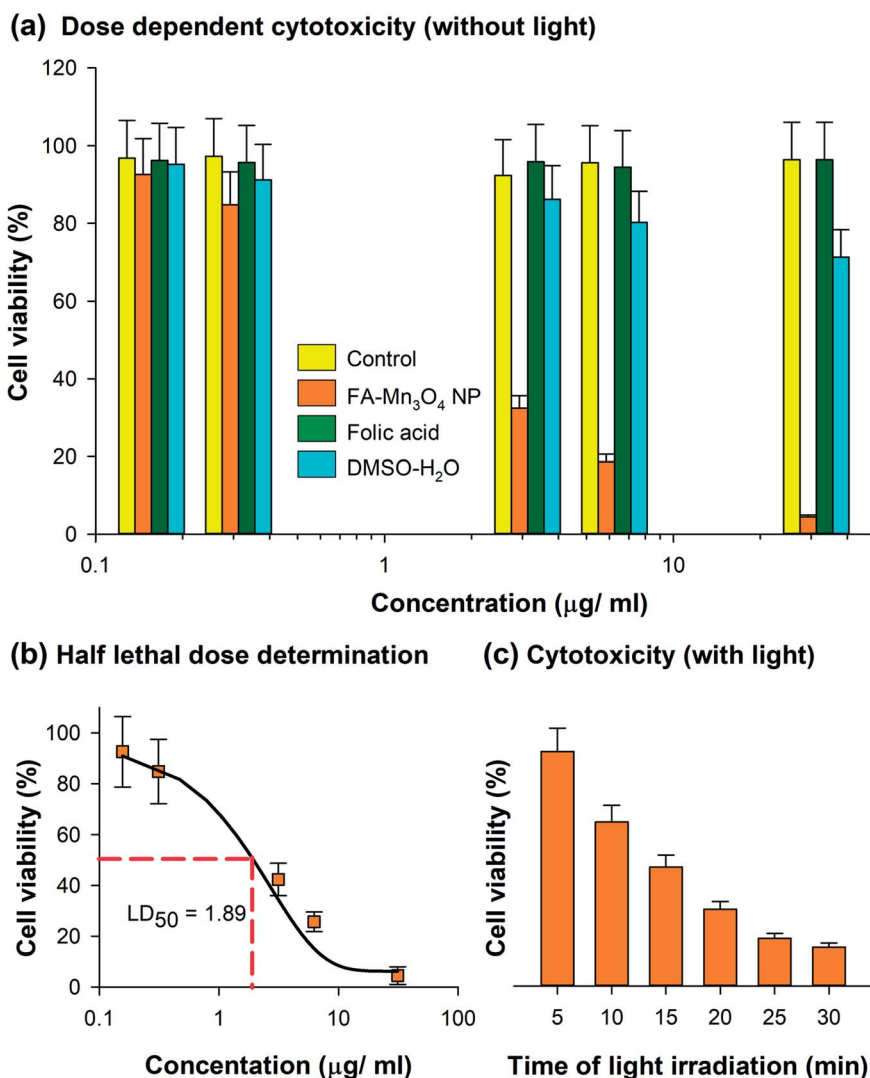 (a) Dose dependent cytotoxicity (without light)
120
100
80
60
40
20
0
Cell viability (%)
Control
FA-Mn₃O₄ NP
Folic acid
DMSO-H₂O
0.1 1 10
Concentration (μg/ ml)
(b) Half lethal dose determination
100
80
60
40
20
0
Cell viability (%)
LD₅₀ = 1.89
0.1 1 10 100
Concentation (μg/ ml)
(c) Cytotoxicity (with light)
Cell viability (%)
5 10 15 20 25 30
Time of light irradiation (min)